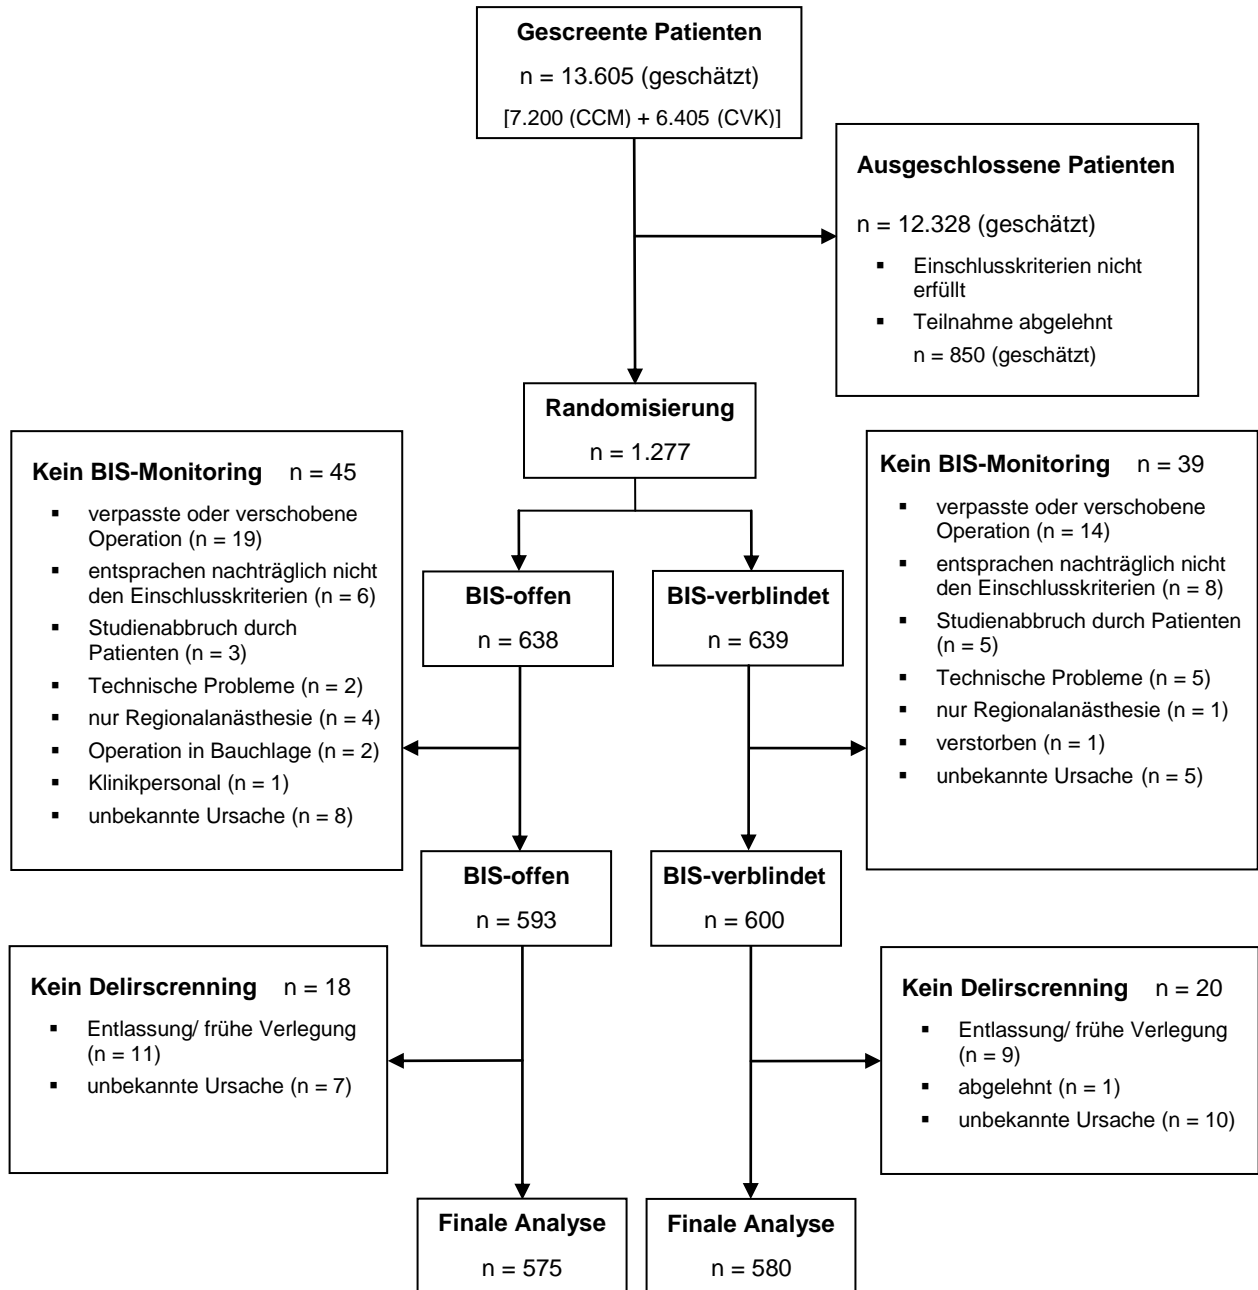 Gescreente Patienten
n = 13.605 (geschätzt)
[7.200 (CCM) + 6.405 (CVK)]
Ausgeschlossene Patienten
n = 12.328 (geschätzt)
▪ Einschlusskriterien nicht
erfüllt
▪ Teilnahme abgelehnt
n = 850 (geschätzt)
Randomisierung
n = 1.277
Kein BIS-Monitoring n = 45
▪ verpasste oder verschobene
Operation (n = 19)
▪ entsprachen nachträglich nicht
den Einschlusskriterien (n = 6)
▪ Studienabbruch durch
Patienten (n = 3)
▪ Technische Probleme (n = 2)
▪ nur Regionalanästhesie (n = 4)
▪ Operation in Bauchlage (n = 2)
▪ Klinikpersonal (n = 1)
▪ unbekannte Ursache (n = 8)
BIS-offen
n = 638
BIS-verblindet
n = 639
Kein BIS-Monitoring n = 39
▪ verpasste oder verschobene
Operation (n = 14)
▪ entsprachen nachträglich nicht
den Einschlusskriterien (n = 8)
▪ Studienabbruch durch Patienten
(n = 5)
▪ Technische Probleme (n = 5)
▪ nur Regionalanästhesie (n = 1)
▪ verstorben (n = 1)
▪ unbekannte Ursache (n = 5)
BIS-offen
n = 593
BIS-verblindet
n = 600
Kein Delirscrenning n = 18
▪ Entlassung/ frühe Verlegung
(n = 11)
▪ unbekannte Ursache (n = 7)
Kein Delirscrenning n = 20
▪ Entlassung/ frühe Verlegung
(n = 9)
▪ abgelehnt (n = 1)
▪ unbekannte Ursache (n = 10)
Finale Analyse
n = 575
Finale Analyse
n = 580